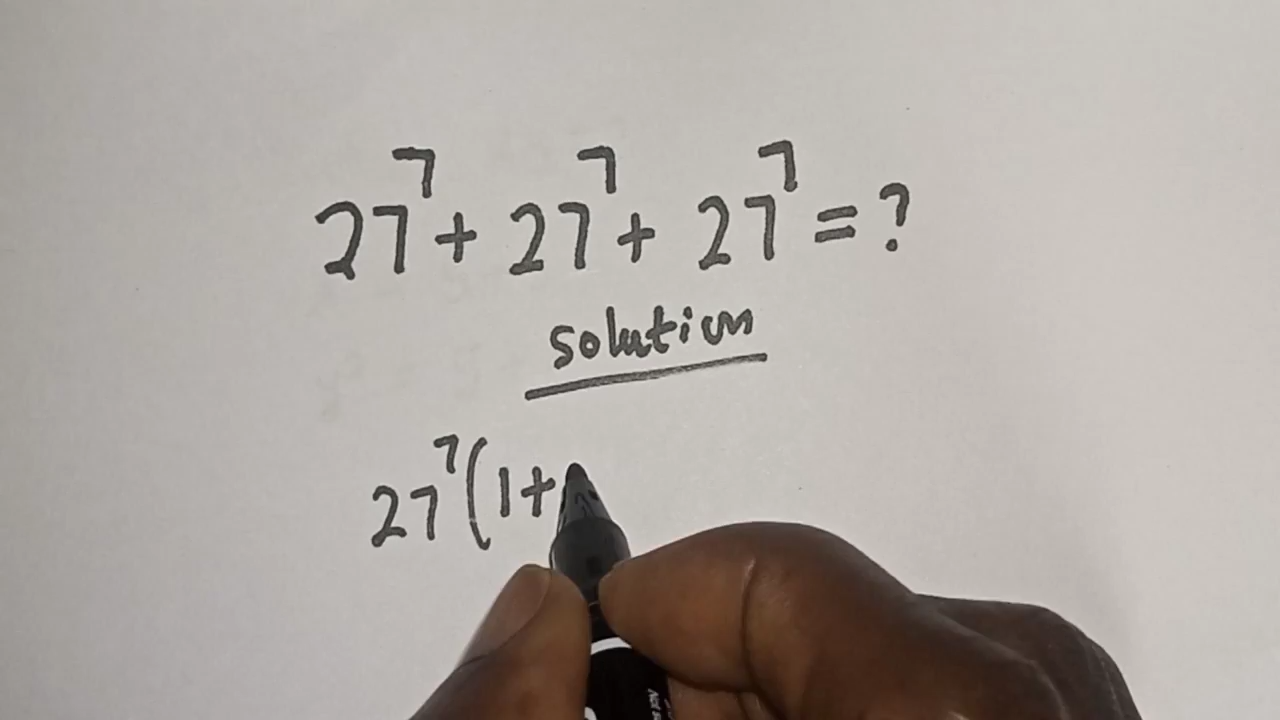 27⁷ + 27⁷ + 27⁷ = ?
solution
27⁷(1+